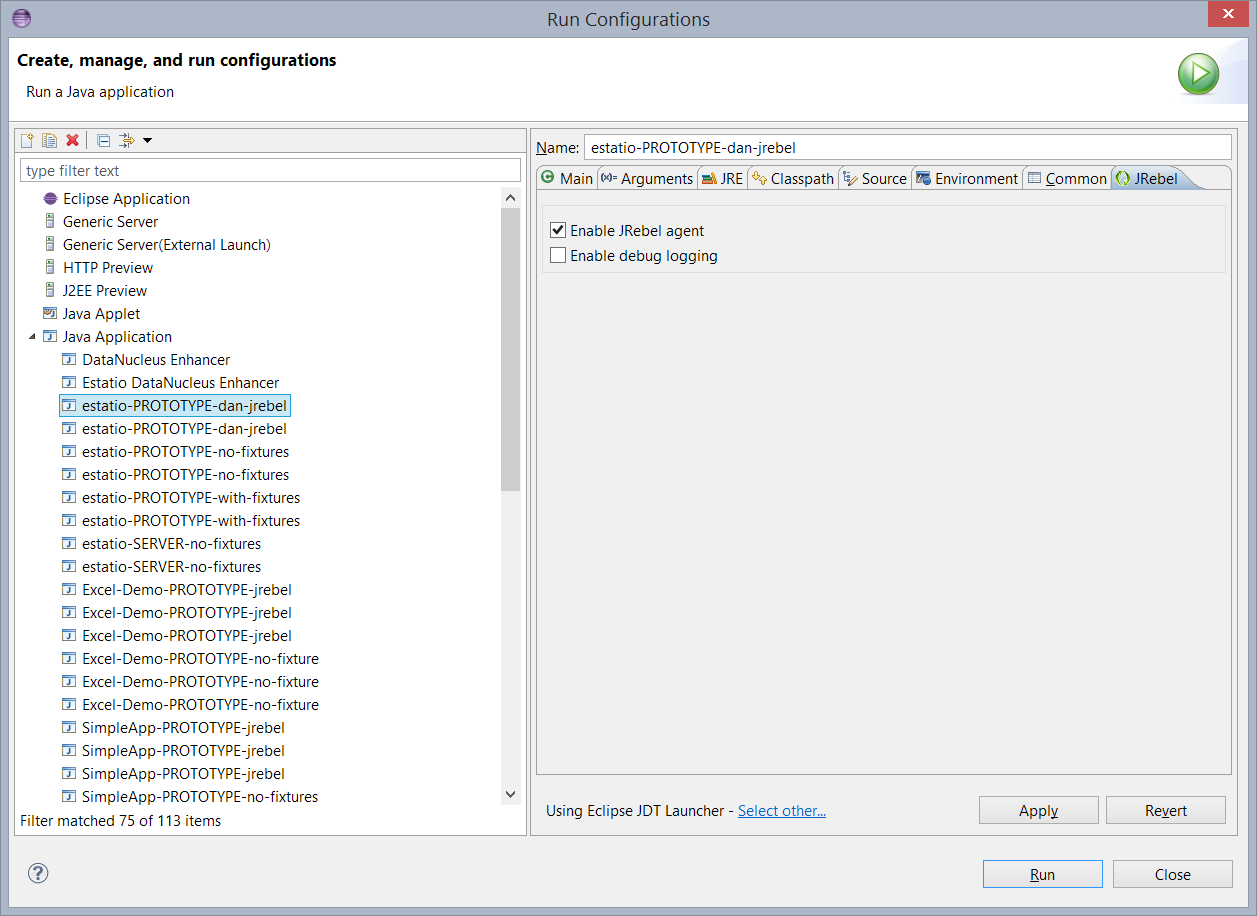 Run Configurations
Create, manage, and run configurations
Run a Java application
type filter text
Eclipse Application
Generic Server
Generic Server(External Launch)
HTTP Preview
J2EE Preview
Java Applet
Java Application
DataNucleus Enhancer
Estatio DataNucleus Enhancer
estatio-PROTOTYPE-dan-jrebel
estatio-PROTOTYPE-dan-jrebel
estatio-PROTOTYPE-no-fixtures
estatio-PROTOTYPE-no-fixtures
estatio-PROTOTYPE-with-fixtures
estatio-PROTOTYPE-with-fixtures
estatio-SERVER-no-fixtures
estatio-SERVER-no-fixtures
Excel-Demo-PROTOTYPE-jrebel
Excel-Demo-PROTOTYPE-jrebel
Excel-Demo-PROTOTYPE-jrebel
Excel-Demo-PROTOTYPE-no-fixture
Excel-Demo-PROTOTYPE-no-fixture
Excel-Demo-PROTOTYPE-no-fixture
SimpleApp-PROTOTYPE-jrebel
SimpleApp-PROTOTYPE-jrebel
SimpleApp-PROTOTYPE-jrebel
SimpleApp-PROTOTYPE-no-fixtures
Filter matched 75 of 113 items
Name: estatio-PROTOTYPE-dan-jrebel
Main (x)= Arguments JRE Classpath Source Environment Common JRebel
Enable JRebel agent
Enable debug logging
Using Eclipse JDT Launcher - Select other...
Apply Revert
Run Close